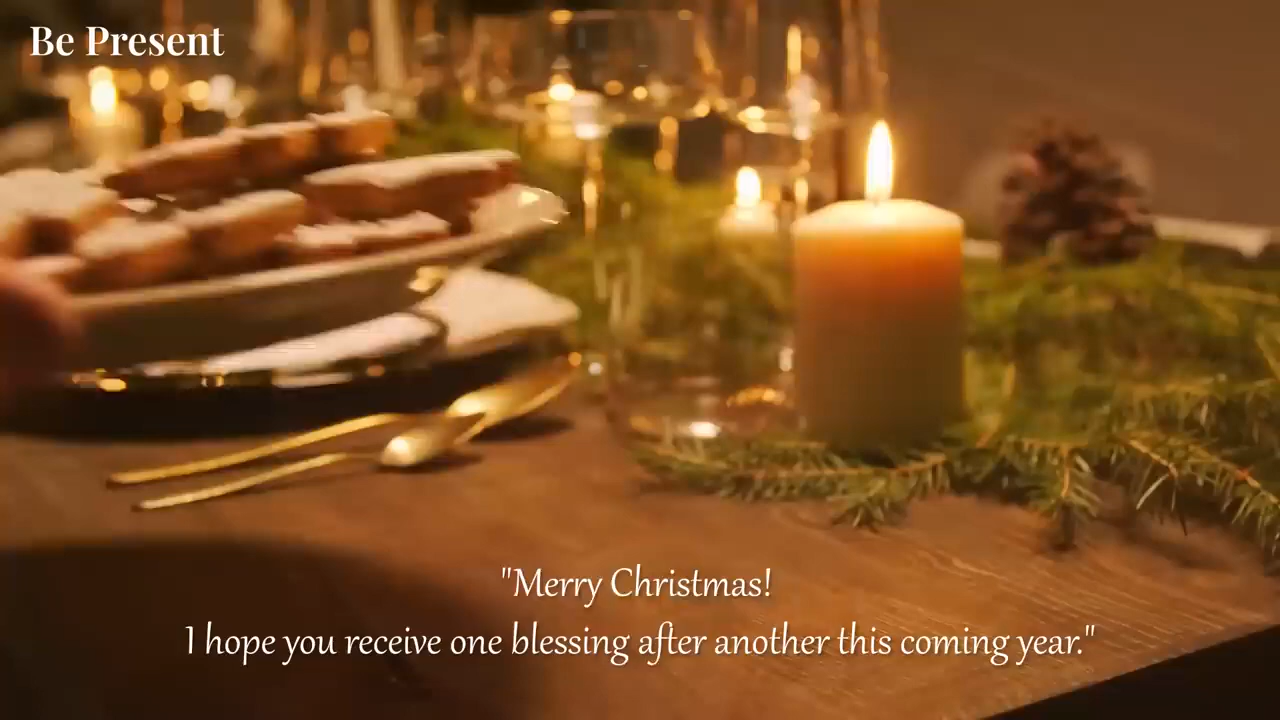 Be Present
"Merry Christmas!
I hope you receive one blessing after another this coming year."